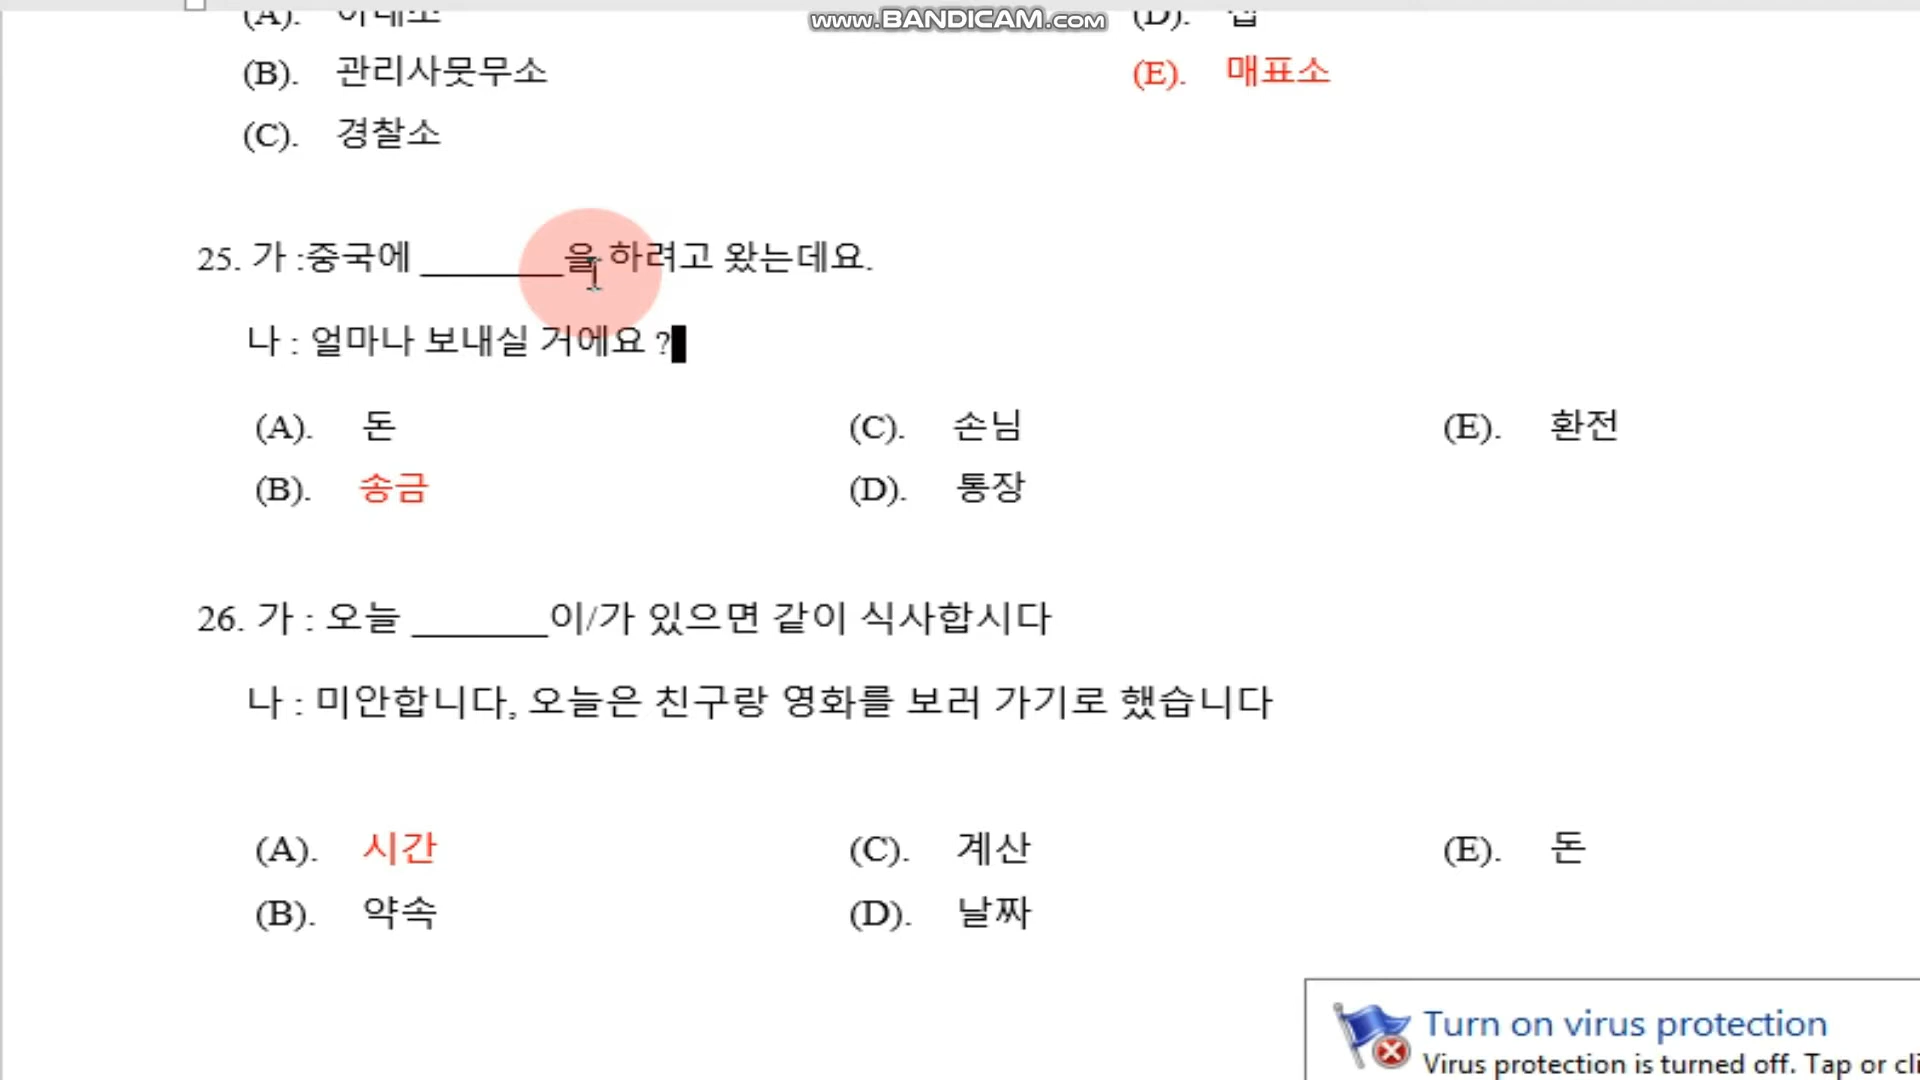 www.BANDICAM.com
(A).
(D).
(B). 관리사뭇무소
(E). 매표소
(C). 경찰소
25. 가 :중국에 ________을 하려고 왔는데요.
나 : 얼마나 보내실 거에요 ?
(A). 돈
(C). 손님
(E). 환전
(B). 송금
(D). 통장
26. 가 : 오늘 ________이/가 있으면 같이 식사합시다
나 : 미안합니다, 오늘은 친구랑 영화를 보러 가기로 했습니다
(A). 시간
(C). 계산
(E). 돈
(B). 약속
(D). 날짜
Turn on virus protection
Virus protection is turned off. Tap or